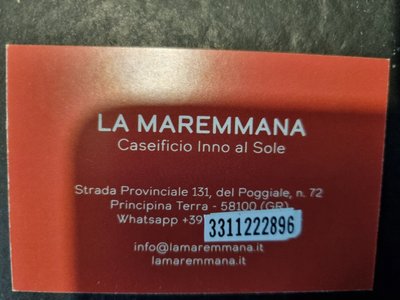 LA MAREMMANA
Caseificio Inno al Sole
Strada Provinciale 131, del Poggiale, n. 72
Principina Terra - 58100 (GR)
Whatsapp +39 3311222896
info@lamaremmana.it
lamaremmana.it